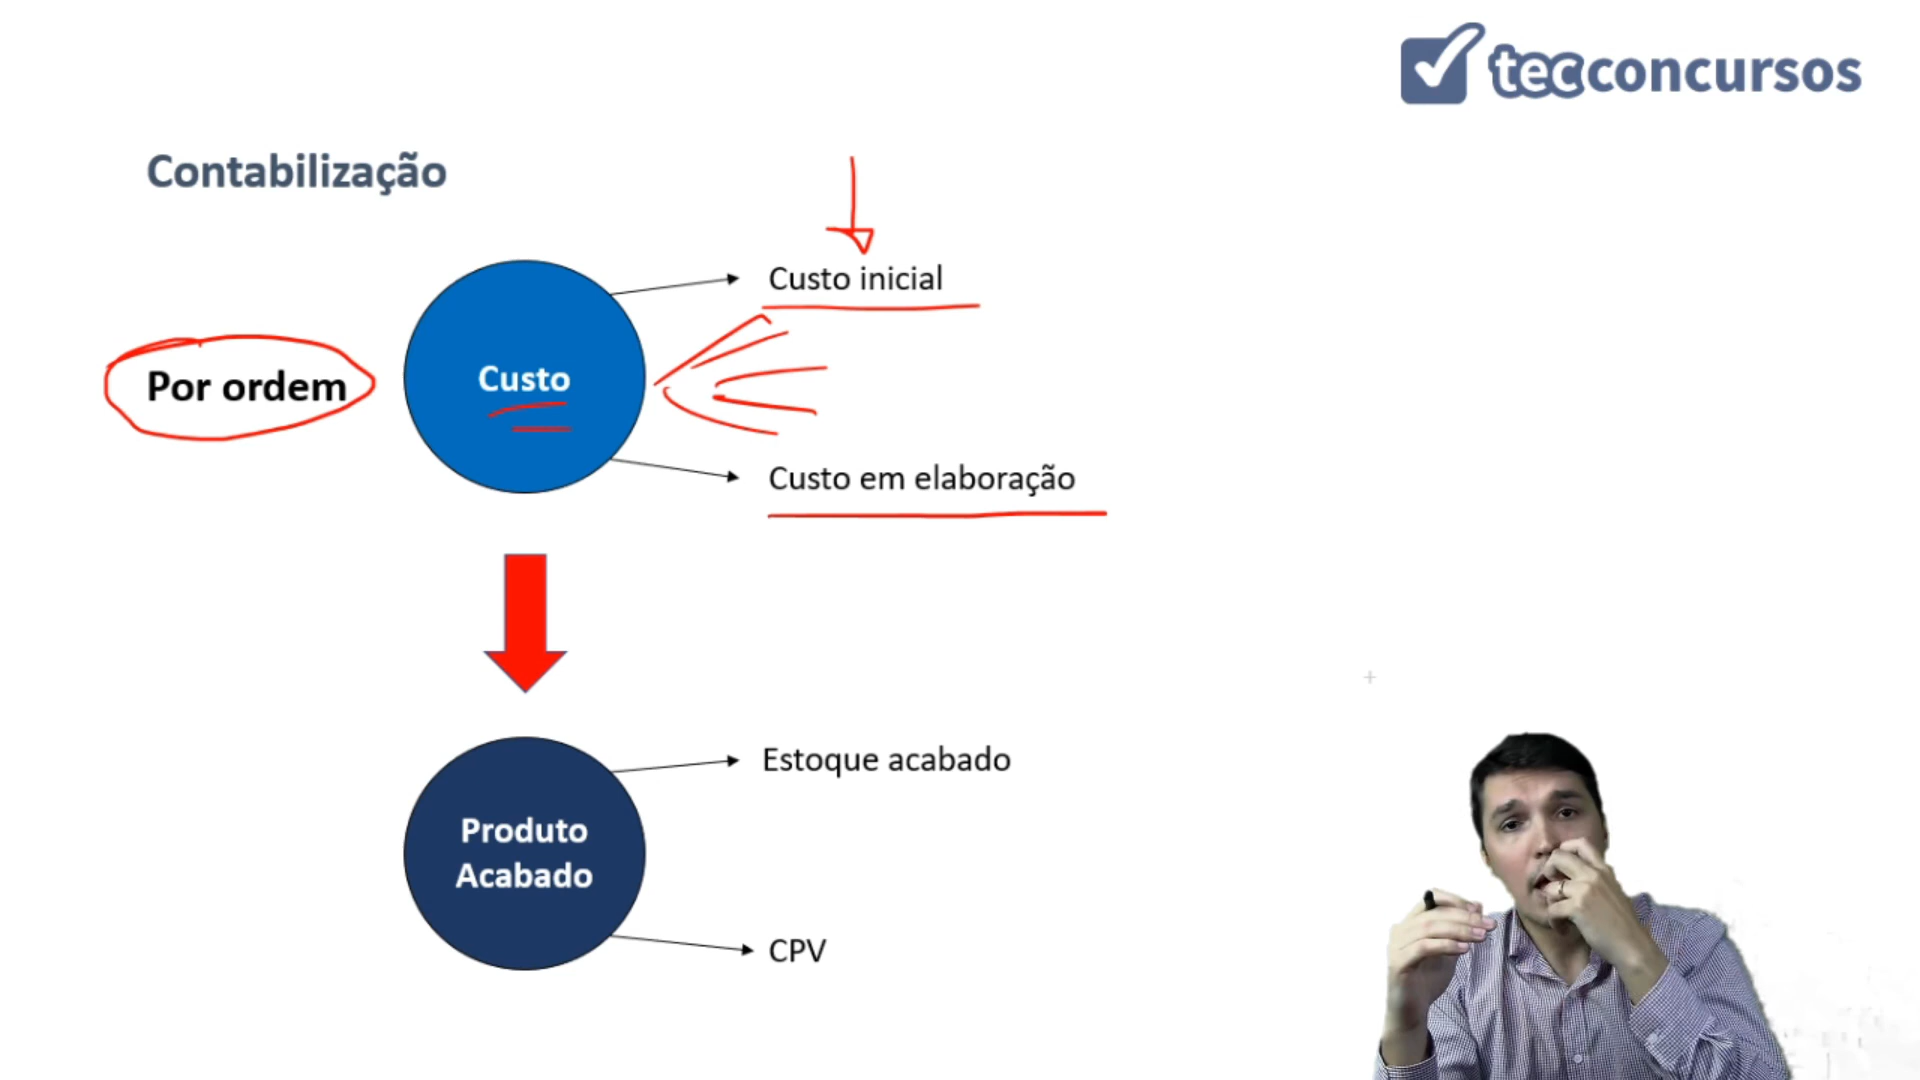 tecconcursos
Contabilização
Custo inicial
Por ordem
Custo
Custo em elaboração
Estoque acabado
Produto
Acabado
CPV